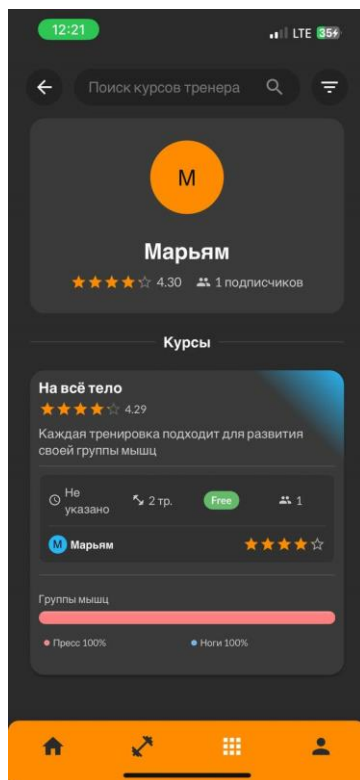 12:21
LTE 35
Поиск курсов тренера
М
Марьям
4.30 1 подписчиков
Курсы
На всё тело
4.29
Каждая тренировка подходит для развития
своей группы мышц
Не
указано
2 тр.
Free
1
М Марьям
Группы мышц
Пресс 100%
Ноги 100%